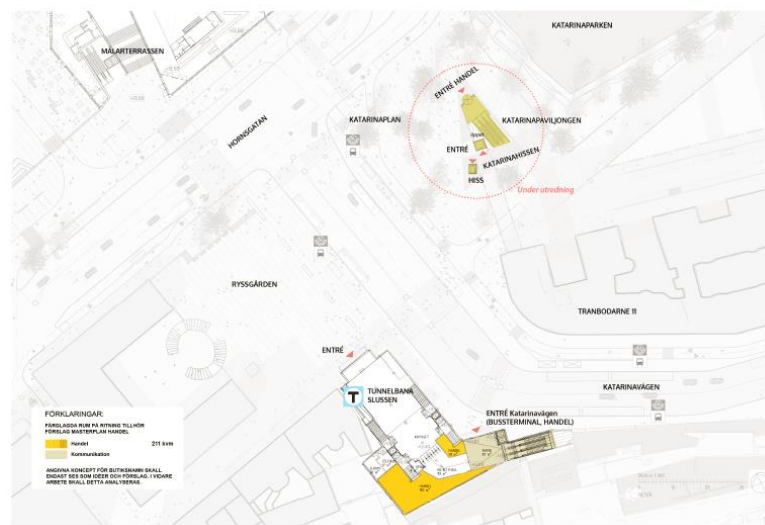 KATARINAPARKEN
MÄLARTERRASSEN
ENTRÉ HANDEL
KATARINAPLAN
KATARINAPAVILJONGEN
HORNSGATAN
öppet
ENTRÉ
KATARINAHISSEN
HISS
Under utredning
RYSSGÅRDEN
TRANBODARNE 11
ENTRÉ
T
TUNNELBANA
SLUSSEN
KATARINAVÄGEN
ENTRÉ Katarinavägen
(BUSSTERMINAL, HANDEL)
FÖRKLARINGAR:
FÄRGLAGDA RUM PÅ RITNING TILLHÖR
FÖRSLAG MASTERPLAN HANDEL
Handel 211 kvm
Kommunikation
ANGIVNA KONCEPT FÖR BUTIKSNAMN SKALL
ENDAST SES SOM IDÉER OCH FÖRSLAG. I VIDARE
ARBETE SKALL DETTA ANALYSERAS.